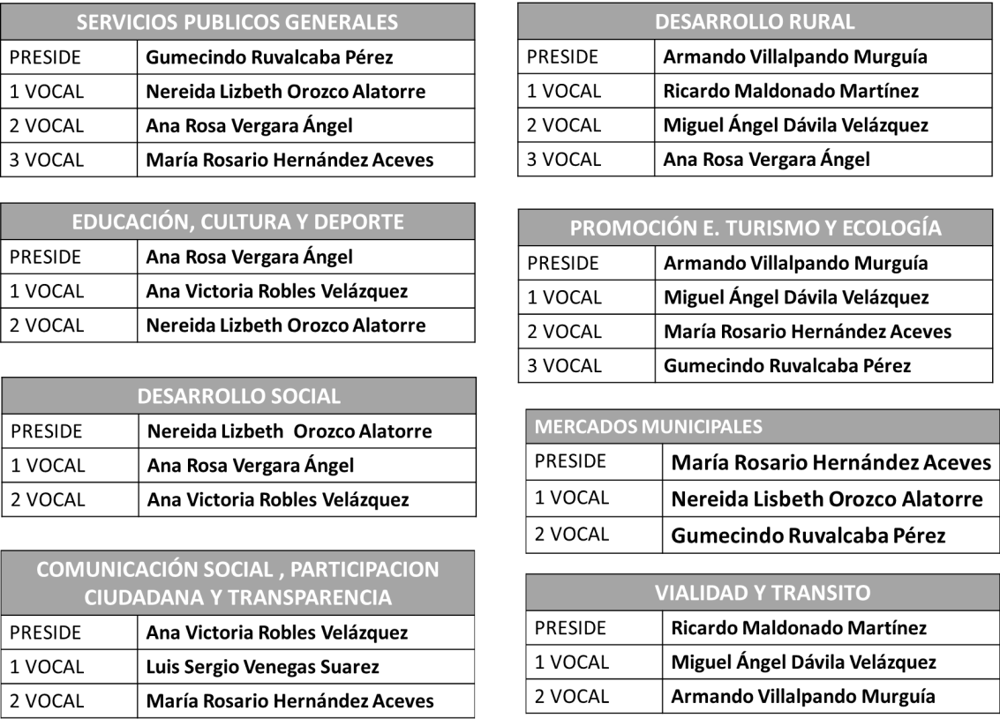 SERVICIOS PUBLICOS GENERALES
PRESIDE Gumecindo Ruvalcaba Pérez
1 VOCAL Nereida Lizbeth Orozco Alatorre
2 VOCAL Ana Rosa Vergara Ángel
3 VOCAL María Rosario Hernández Aceves
EDUCACIÓN, CULTURA Y DEPORTE
PRESIDE Ana Rosa Vergara Ángel
1 VOCAL Ana Victoria Robles Velázquez
2 VOCAL Nereida Lizbeth Orozco Alatorre
DESARROLLO SOCIAL
PRESIDE Nereida Lizbeth Orozco Alatorre
1 VOCAL Ana Rosa Vergara Ángel
2 VOCAL Ana Victoria Robles Velázquez
COMUNICACIÓN SOCIAL , PARTICIPACION
CIUDADANA Y TRANSPARENCIA
PRESIDE Ana Victoria Robles Velázquez
1 VOCAL Luis Sergio Venegas Suarez
2 VOCAL María Rosario Hernández Aceves
DESARROLLO RURAL
PRESIDE Armando Villalpando Murguía
1 VOCAL Ricardo Maldonado Martínez
2 VOCAL Miguel Ángel Dávila Velázquez
3 VOCAL Ana Rosa Vergara Ángel
PROMOCIÓN E. TURISMO Y ECOLOGÍA
PRESIDE Armando Villalpando Murguía
1 VOCAL Miguel Ángel Dávila Velázquez
2 VOCAL María Rosario Hernández Aceves
3 VOCAL Gumecindo Ruvalcaba Pérez
MERCADOS MUNICIPALES
PRESIDE María Rosario Hernández Aceves
1 VOCAL Nereida Lisbeth Orozco Alatorre
2 VOCAL Gumecindo Ruvalcaba Pérez
VIALIDAD Y TRANSITO
PRESIDE Ricardo Maldonado Martínez
1 VOCAL Miguel Ángel Dávila Velázquez
2 VOCAL Armando Villalpando Murguía